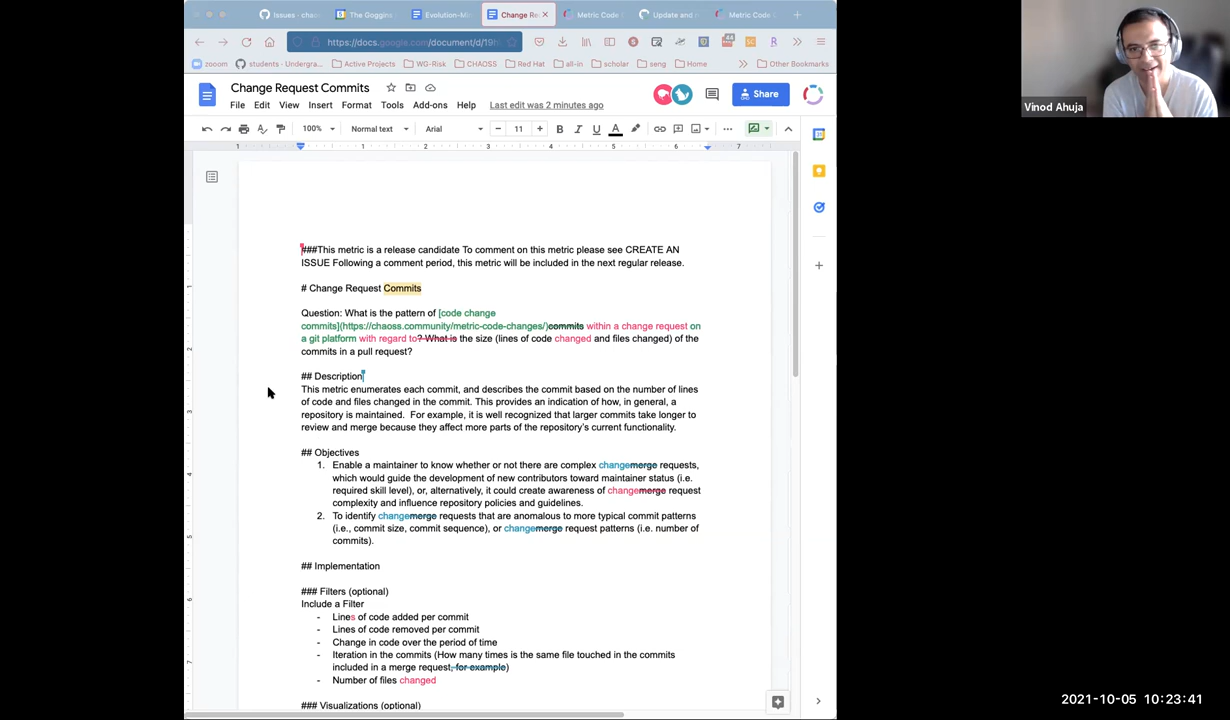 Issues · chaos
The Goggins
Evolution-Me
Change Re
Metric Code
Update and
Metric Code
https://docs.google.com/document/d/19
zooom
students - Undergra...
Active Projects
WG-Risk
CHAOSS
Red Hat
all-in
scholar
seng
Home
Other Bookmarks
Change Request Commits
File Edit View Insert Format Tools Add-ons Help Last edit was 2 minutes ago
Share
100% Normal text Arial 11
###This metric is a release candidate To comment on this metric please see CREATE AN
ISSUE Following a comment period, this metric will be included in the next regular release.
# Change Request Commits
Question: What is the pattern of [code change
commits](https://chaoss.community/metric-code-changes/)commits within a change request on
a git platform with regard to? What is the size (lines of code changed and files changed) of the
commits in a pull request?
## Description
This metric enumerates each commit, and describes the commit based on the number of lines
of code and files changed in the commit. This provides an indication of how, in general, a
repository is maintained.  For example, it is well recognized that larger commits take longer to
review and merge because they affect more parts of the repository's current functionality.
## Objectives
1. Enable a maintainer to know whether or not there are complex changemerge requests,
which would guide the development of new contributors toward maintainer status (i.e.
required skill level), or, alternatively, it could create awareness of changemerge request
complexity and influence repository policies and guidelines.
2. To identify changemerge requests that are anomalous to more typical commit patterns
(i.e., commit size, commit sequence), or changemerge request patterns (i.e. number of
commits).
## Implementation
### Filters (optional)
Include a Filter
- Lines of code added per commit
- Lines of code removed per commit
- Change in code over the period of time
- Iteration in the commits (How many times is the same file touched in the commits
included in a merge request, for example)
- Number of files changed
### Visualizations (optional)
Vinod Ahuja
2021-10-05 10:23:41